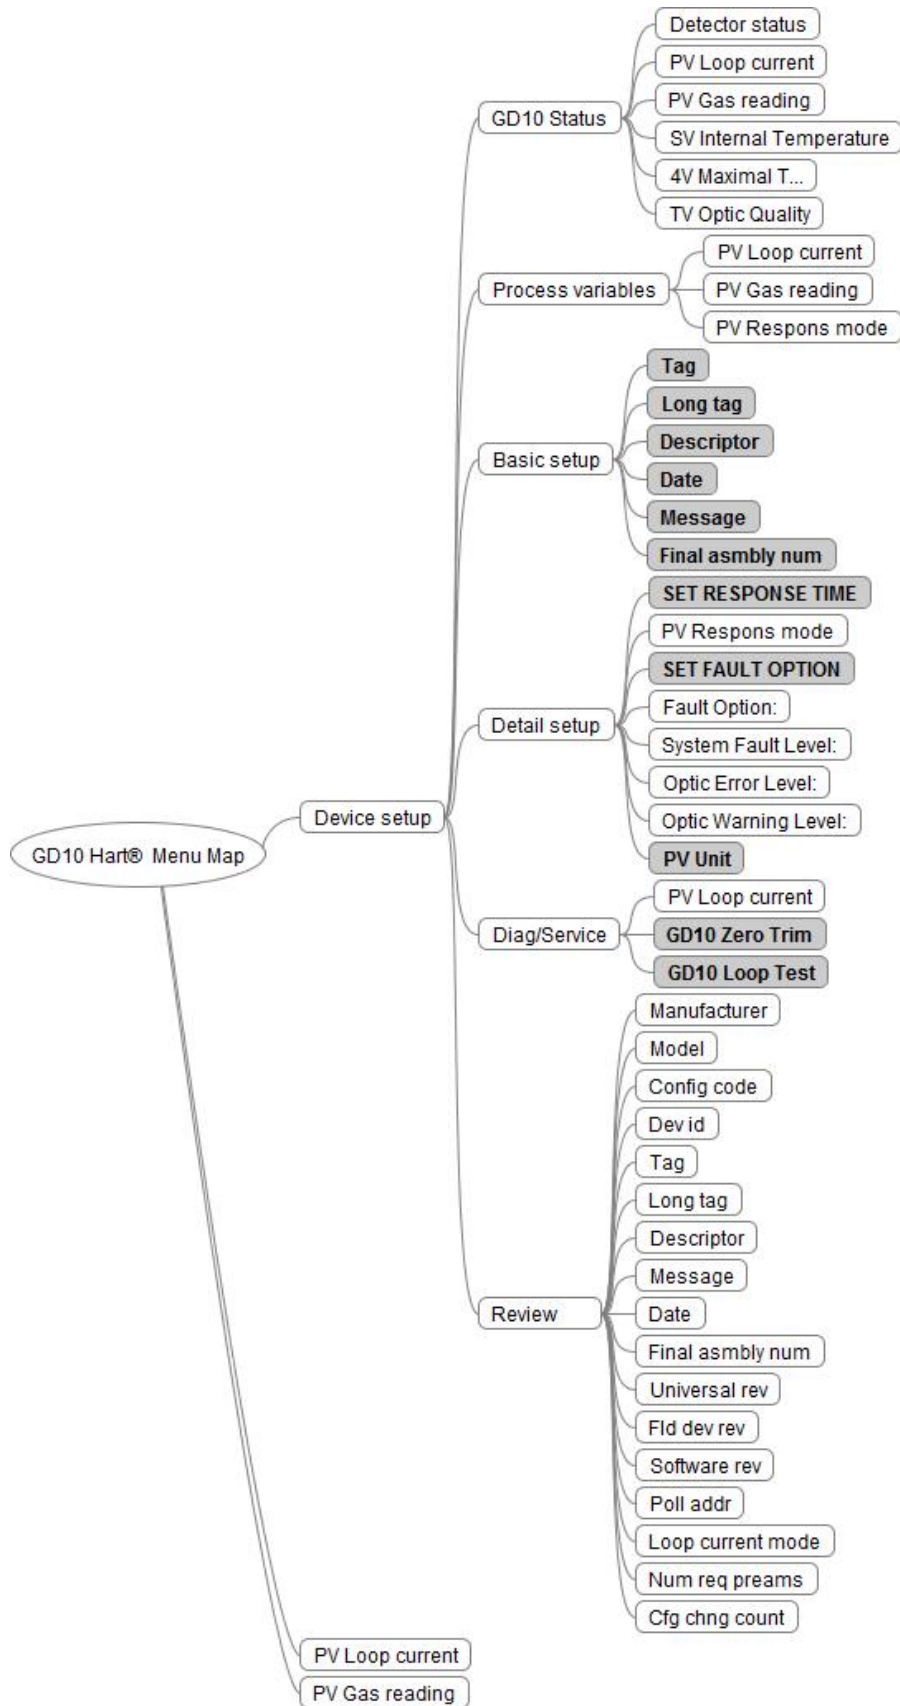 GD10 Hart® Menu Map
Device setup
GD10 Status
Detector status
PV Loop current
PV Gas reading
SV Internal Temperature
4V Maximal T...
TV Optic Quality
Process variables
PV Loop current
PV Gas reading
PV Respons mode
Basic setup
Tag
Long tag
Descriptor
Date
Message
Final asmbly num
Detail setup
SET RESPONSE TIME
PV Respons mode
SET FAULT OPTION
Fault Option:
System Fault Level:
Optic Error Level:
Optic Warning Level:
PV Unit
Diag/Service
PV Loop current
GD10 Zero Trim
GD10 Loop Test
Review
Manufacturer
Model
Config code
Dev id
Tag
Long tag
Descriptor
Message
Date
Final asmbly num
Universal rev
Fld dev rev
Software rev
Poll addr
Loop current mode
Num req preams
Cfg chng count
PV Loop current
PV Gas reading